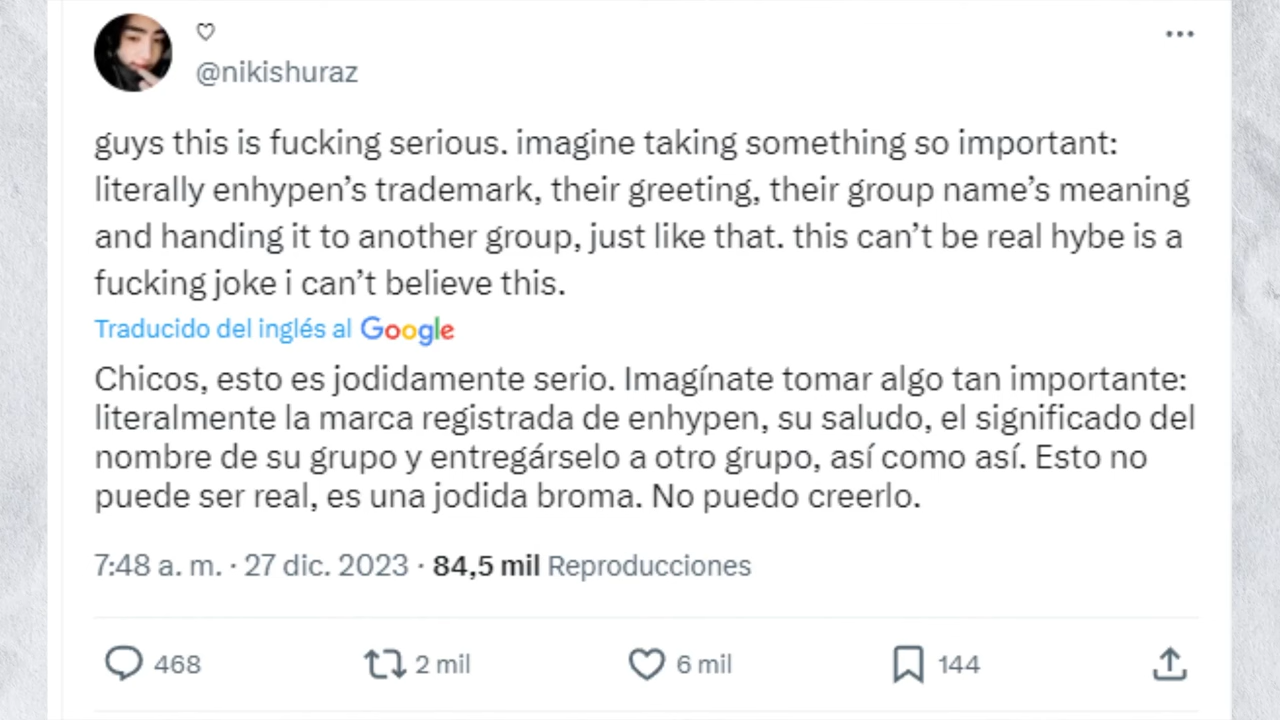 ♡
@nikishuraz
guys this is fucking serious. imagine taking something so important:
literally enhypen’s trademark, their greeting, their group name’s meaning
and handing it to another group, just like that. this can’t be real hybe is a
fucking joke i can’t believe this.
Traducido del inglés al Google
Chicos, esto es jodidamente serio. Imagínate tomar algo tan importante:
literalmente la marca registrada de enhypen, su saludo, el significado del
nombre de su grupo y entregárselo a otro grupo, así como así. Esto no
puede ser real, es una jodida broma. No puedo creerlo.
7:48 a. m. · 27 dic. 2023 · 84,5 mil Reproducciones
468 2 mil 6 mil 144